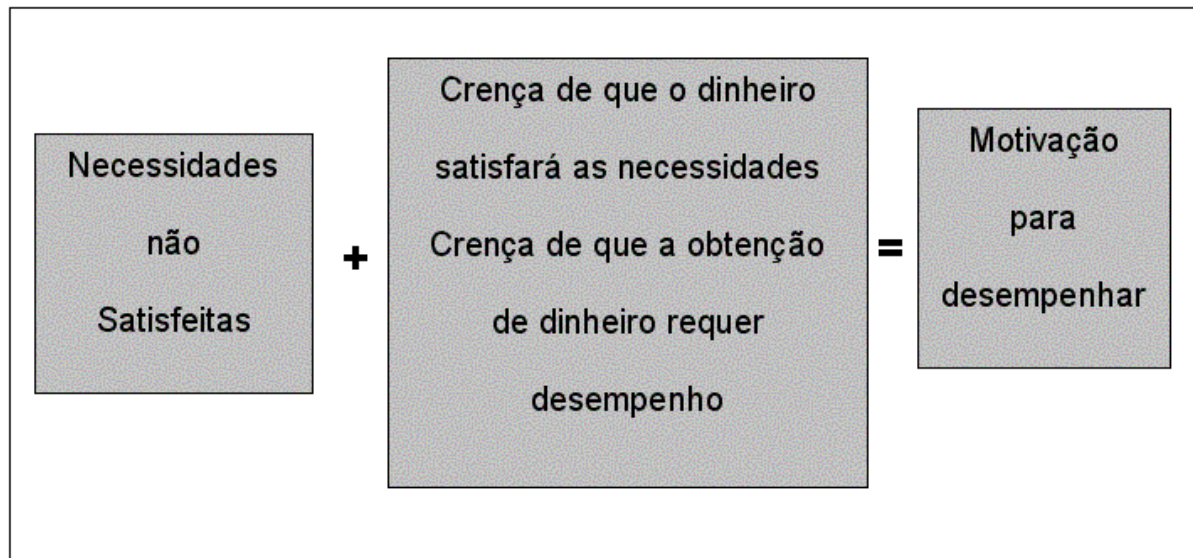 Necessidades
não
Satisfeitas
+
Crença de que o dinheiro
satisfará as necessidades
Crença de que a obtenção
de dinheiro requer
desempenho
=
Motivação
para
desempenhar